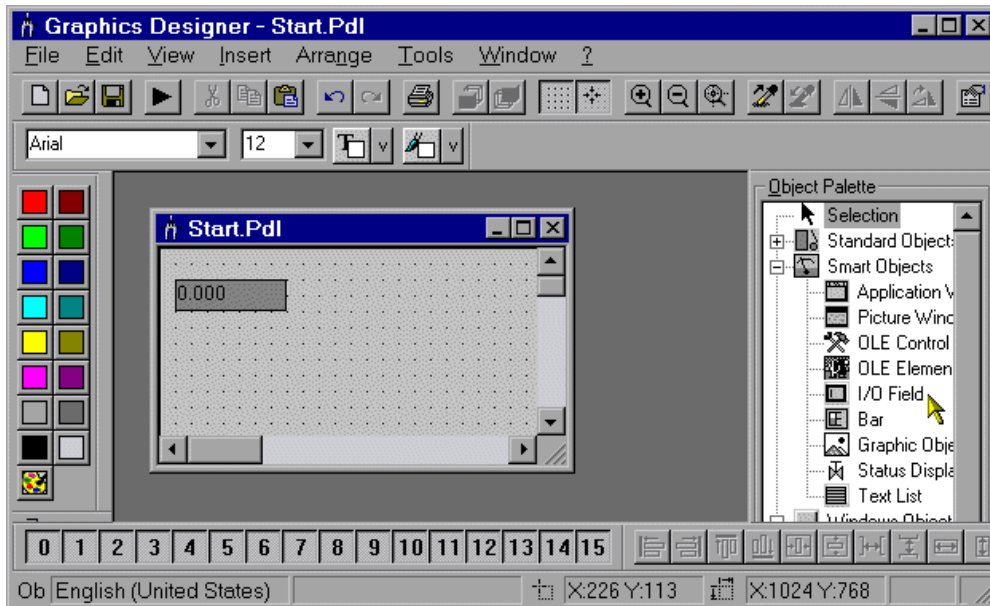 Graphics Designer - Start.Pdl
File Edit View Insert Arrange Tools Window ?
Arial 12
Object Palette
Selection
Start.Pdl
Standard Object
Smart Objects
0.000
Application
Picture Winc
OLE Control
OLE Elemen
I/O Field
Bar
Graphic Obje
Status Displa
Text List
0 1 2 3 4 5 6 7 8 9 10 11 12 13 14 15
Ob English (United States) X:226 Y:113 X:1024 Y:768